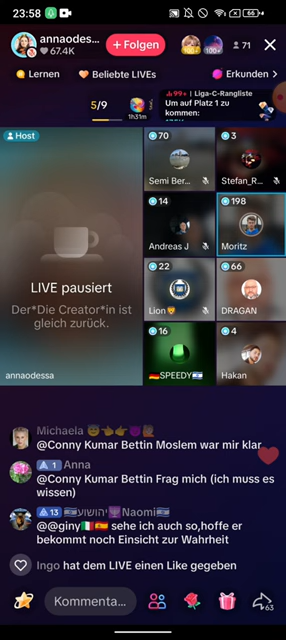 23:58
66
annaodes...
67.4K
+ Folgen
100+
71
Lernen
Beliebte LIVEs
Erkunden
5/9
1h31m
99+ | Liga-C-Rangliste
Um auf Platz 1 zu
kommen:
Host
LIVE pausiert
Der*Die Creator*in ist
gleich zurück.
annaodessa
70
Semi Ber...
3
Stefan_R...
14
Andreas J
198
Moritz
22
Lion🦁
66
DRAGAN
16
🇩🇪SPEEDY🇮🇱
4
Hakan
Michaela
@Conny Kumar Bettin Moslem war mir klar
1 Anna
@Conny Kumar Bettin Frag mich (ich muss es
wissen)
13 🇮🇱יהושוע🕎Naomi🇮🇱
@@giny🇮🇹🇪🇸 sehe ich auch so,hoffe er
bekommt noch Einsicht zur Wahrheit
Ingo hat dem LIVE einen Like gegeben
Kommenta...
63